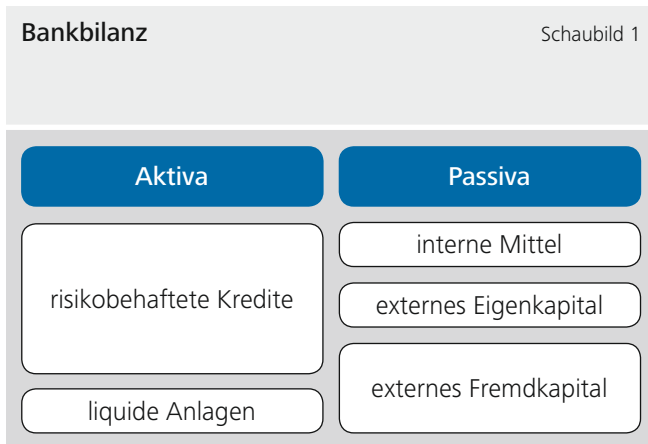 Bankbilanz
Schaubild 1
Aktiva
Passiva
risikobehaftete Kredite
liquide Anlagen
interne Mittel
externes Eigenkapital
externes Fremdkapital